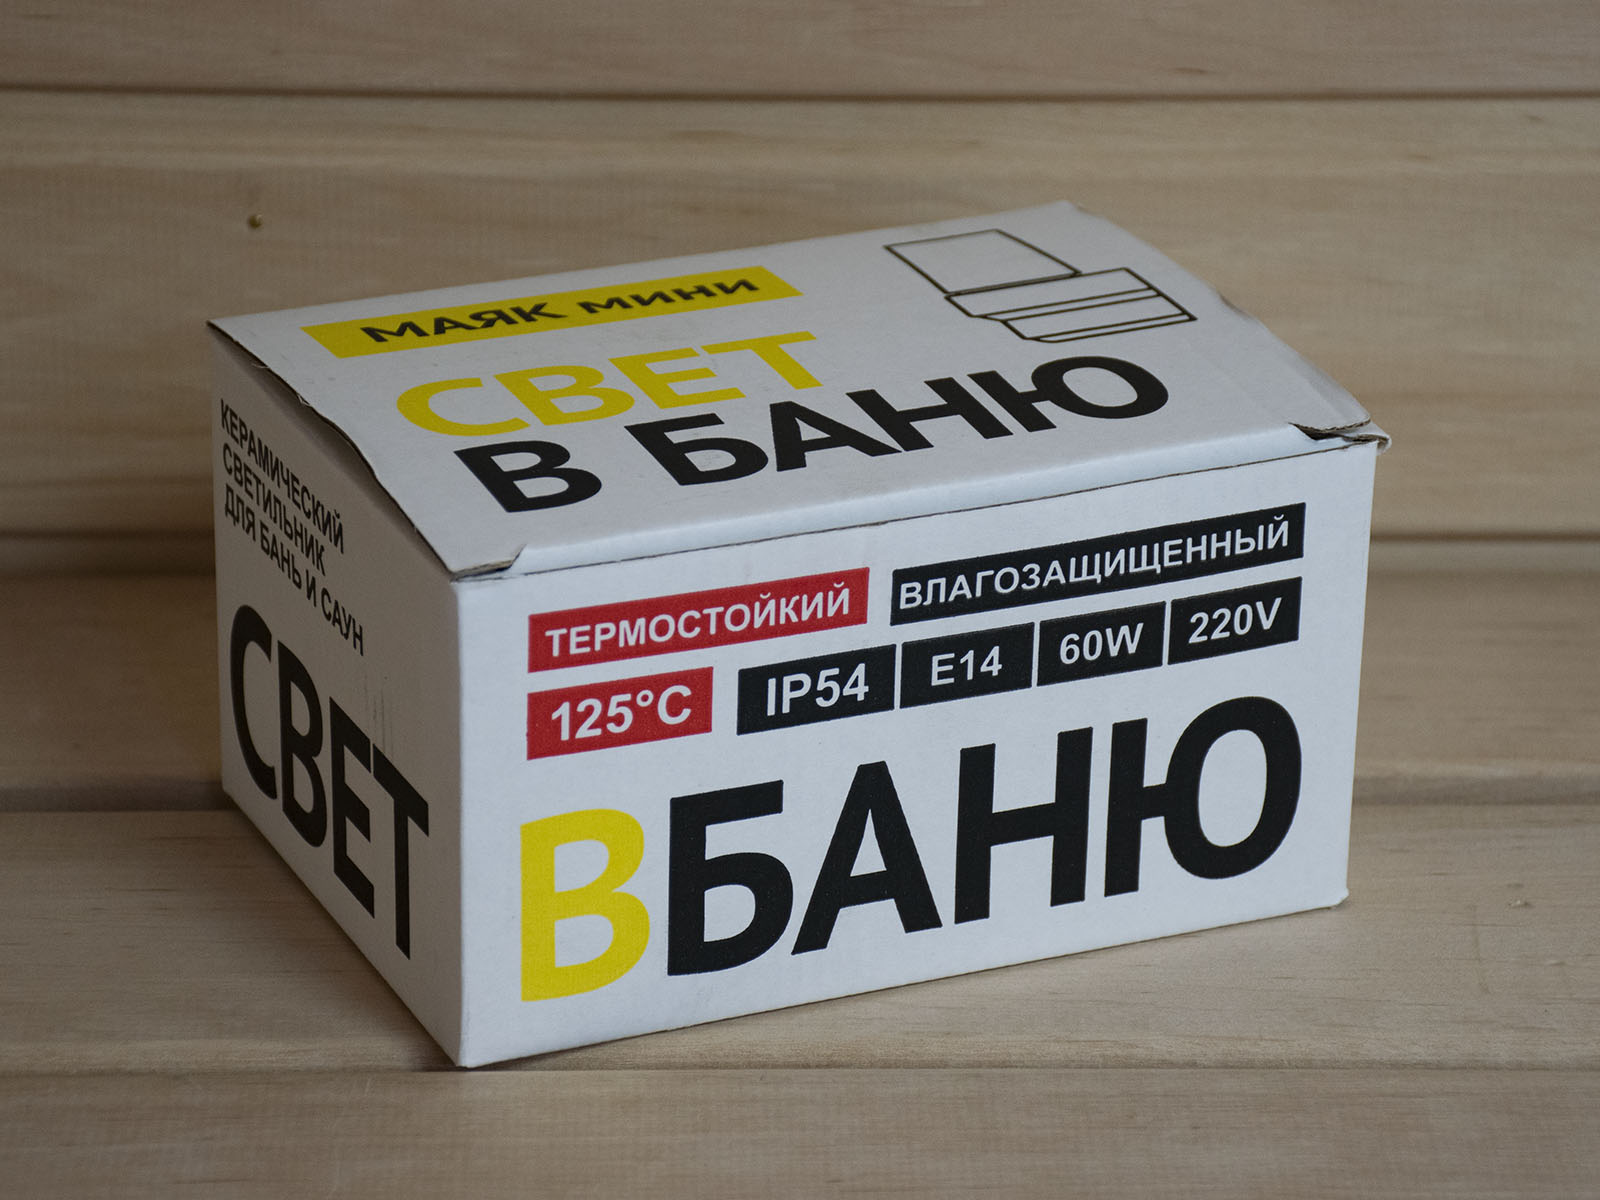 МАЯК мини
СВЕТ
В БАНЮ
КЕРАМИЧЕСКИЙ
СВЕТИЛЬНИК
ДЛЯ БАНЬ И САУН
СВЕТ
ТЕРМОСТОЙКИЙ ВЛАГОЗАЩИЩЕННЫЙ
125°C IP54 E14 60W 220V
ВБАНЮ